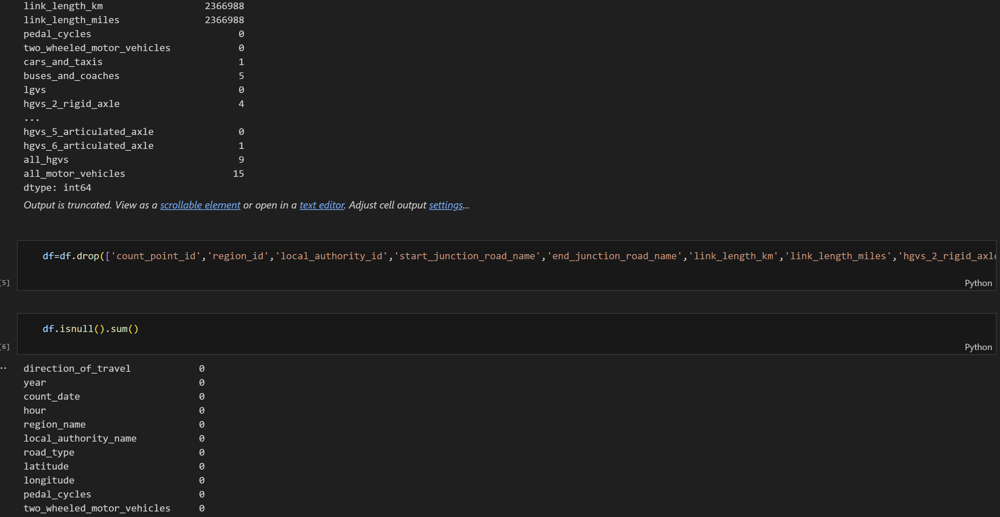 link_length_km 2366988
link_length_miles 2366988
pedal_cycles 0
two_wheeled_motor_vehicles 0
cars_and_taxis 1
buses_and_coaches 5
lgvs 0
hgvs_2_rigid_axle 4
...
hgvs_5_articulated_axle 0
hgvs_6_articulated_axle 1
all_hgvs 9
all_motor_vehicles 15
dtype: int64
Output is truncated. View as a scrollable element or open in a text editor. Adjust cell output settings...
df=df.drop(['count_point_id','region_id','local_authority_id','start_junction_road_name','end_junction_road_name','link_length_km','link_length_miles','hgvs_2_rigid_axle
[5]
Python
df.isnull().sum()
[6]
Python
..
direction_of_travel 0
year 0
count_date 0
hour 0
region_name 0
local_authority_name 0
road_type 0
latitude 0
longitude 0
pedal_cycles 0
two_wheeled_motor_vehicles 0